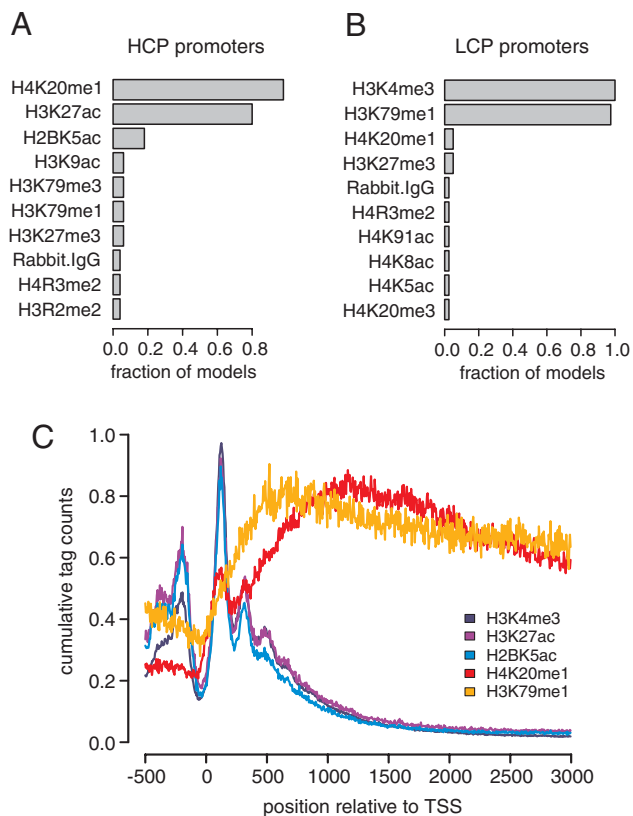 A
HCP promoters
H4K20me1
H3K27ac
H2BK5ac
H3K9ac
H3K79me3
H3K79me1
H3K27me3
Rabbit.IgG
H4R3me2
H3R2me2
0.0 0.2 0.4 0.6 0.8
fraction of models
B
LCP promoters
H3K4me3
H3K79me1
H4K20me1
H3K27me3
Rabbit.IgG
H4R3me2
H4K91ac
H4K8ac
H4K5ac
H4K20me3
0.0 0.2 0.4 0.6 0.8 1.0
fraction of models
C
cumulative tag counts
1.0
0.8
0.6
0.4
0.2
0.0
H3K4me3
H3K27ac
H2BK5ac
H4K20me1
H3K79me1
-500 0 500 1000 1500 2000 2500 3000
position relative to TSS